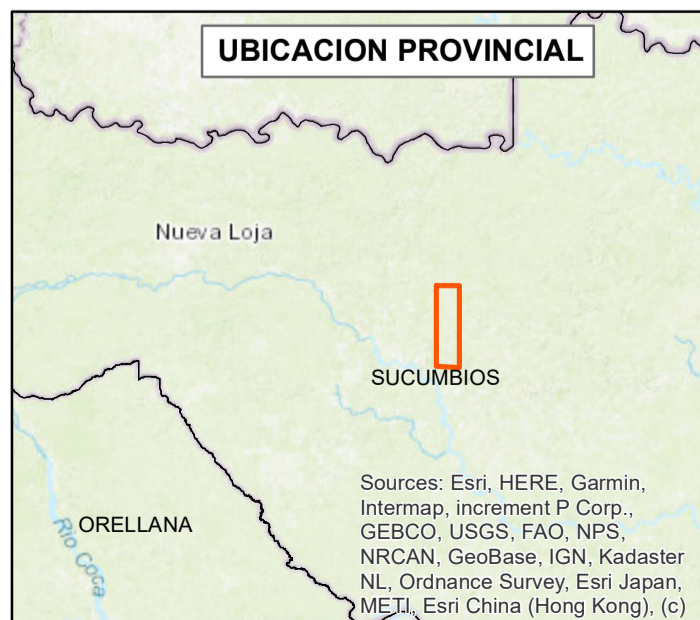 UBICACION PROVINCIAL
Nueva Loja
SUCUMBIOS
ORELLANA
Rio Coca
Sources: Esri, HERE, Garmin,
Intermap, increment P Corp.,
GEBCO, USGS, FAO, NPS,
NRCAN, GeoBase, IGN, Kadaster
NL, Ordnance Survey, Esri Japan,
METI, Esri China (Hong Kong), (c)